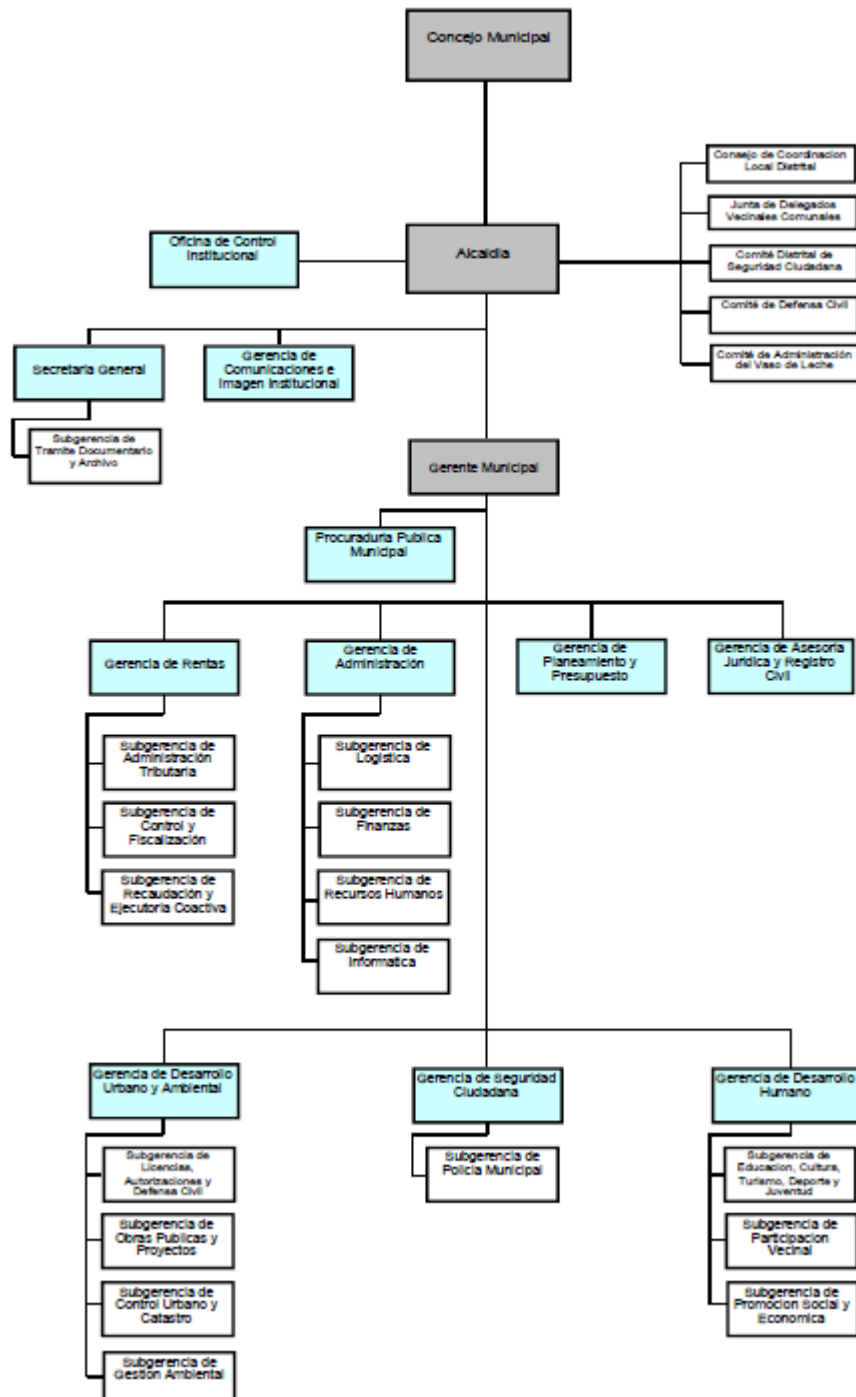 Concejo Municipal
Consejo de Coordinacion
Local Distrital
Junta de Delegados
Vecinales Comunales
Oficina de Control
Institucional
Alcaldia
Comité Distrital de
Seguridad Ciudadana
Comité de Defensa Civil
Comité de Administración
del Vaso de Leche
Secretaria General
Gerencia de
Comunicaciones e
Imagen Institucional
Subgerencia de
Tramite Documentario
y Archivo
Gerente Municipal
Procuraduria Publica
Municipal
Gerencia de Rentas
Gerencia de
Administración
Gerencia de
Planeamiento y
Presupuesto
Gerencia de Asesoria
Juridica y Registro
Civil
Subgerencia de
Administración
Tributaria
Subgerencia de
Logistica
Subgerencia de
Control y
Fiscalización
Subgerencia de
Finanzas
Subgerencia de
Recaudación y
Ejecutoria Coactiva
Subgerencia de
Recursos Humanos
Subgerencia de
Informatica
Gerencia de Desarrollo
Urbano y Ambiental
Gerencia de Seguridad
Ciudadana
Gerencia de Desarrollo
Humano
Subgerencia de
Licencias,
Autorizaciones y
Defensa Civil
Subgerencia de
Policia Municipal
Subgerencia de
Educacion, Cultura,
Turismo, Deporte y
Juventud
Subgerencia de
Obras Publicas y
Proyectos
Subgerencia de
Participacion
Vecinal
Subgerencia de
Control Urbano y
Catastro
Subgerencia de
Promocion Social y
Economica
Subgerencia de
Gestion Ambiental